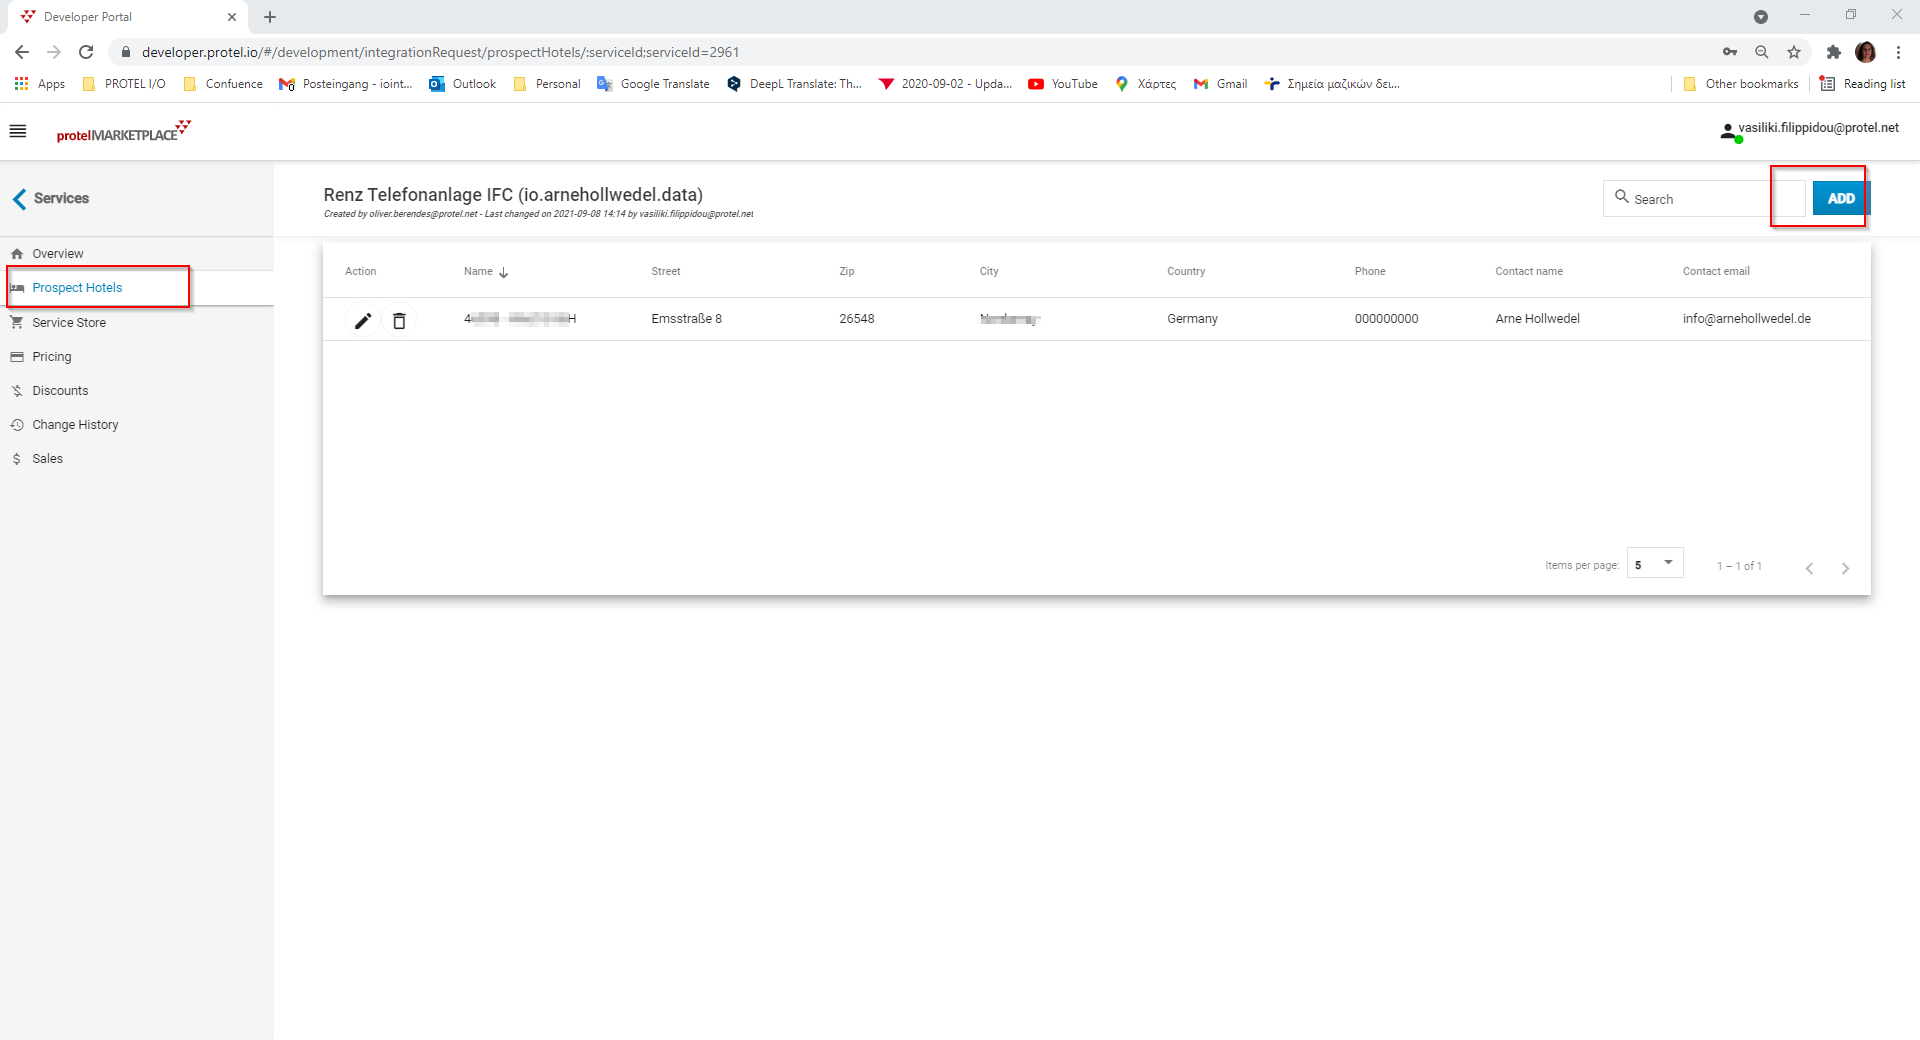 Developer Portal
developer.protel.io/#/development/integrationRequest/prospectHotels/:serviceId;serviceId=2961
Apps PROTEL I/O Confuence Posteingang - ioint... Outlook Personal Google Translate DeepL Translate: Th... 2020-09-02 - Upda... YouTube Χάρτες Gmail Σημεία μαζικών δει... Other bookmarks Reading list
protelMARKETPLACE vasiliki.filippidou@protel.net
Services
Overview
Prospect Hotels
Service Store
Pricing
Discounts
Change History
Sales
Renz Telefonanlage IFC (io.arnehollwedel.data)
Created by oliver.berendes@protel.net - Last changed on 2021-09-08 14:14 by vasiliki.filippidou@protel.net
Search ADD
Action Name Street Zip City Country Phone Contact name Contact email
Emsstraße 8 26548 Germany 000000000 Arne Hollwedel info@arnehollwedel.de
Items per page: 5 1 – 1 of 1